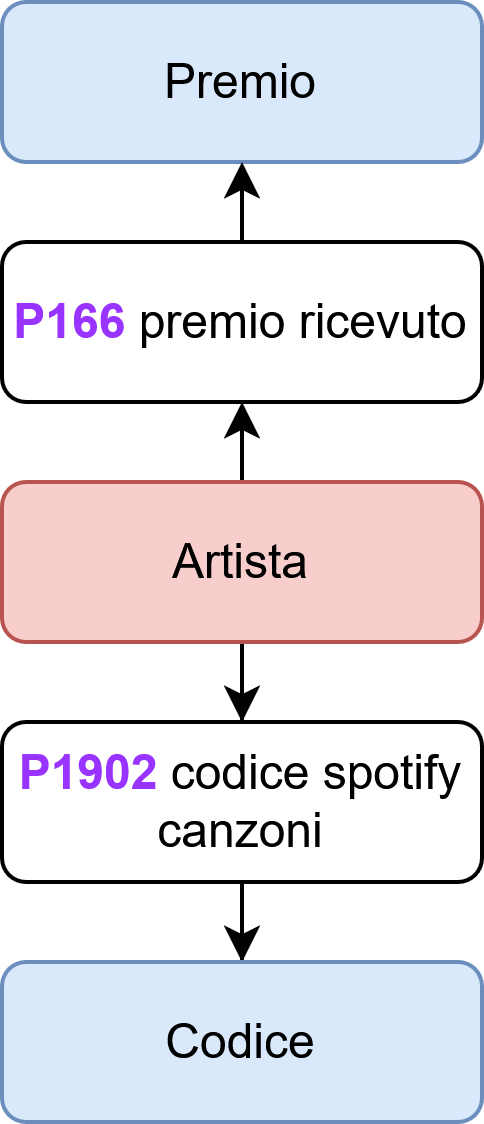 Premio
P166 premio ricevuto
Artista
P1902 codice spotify
canzoni
Codice